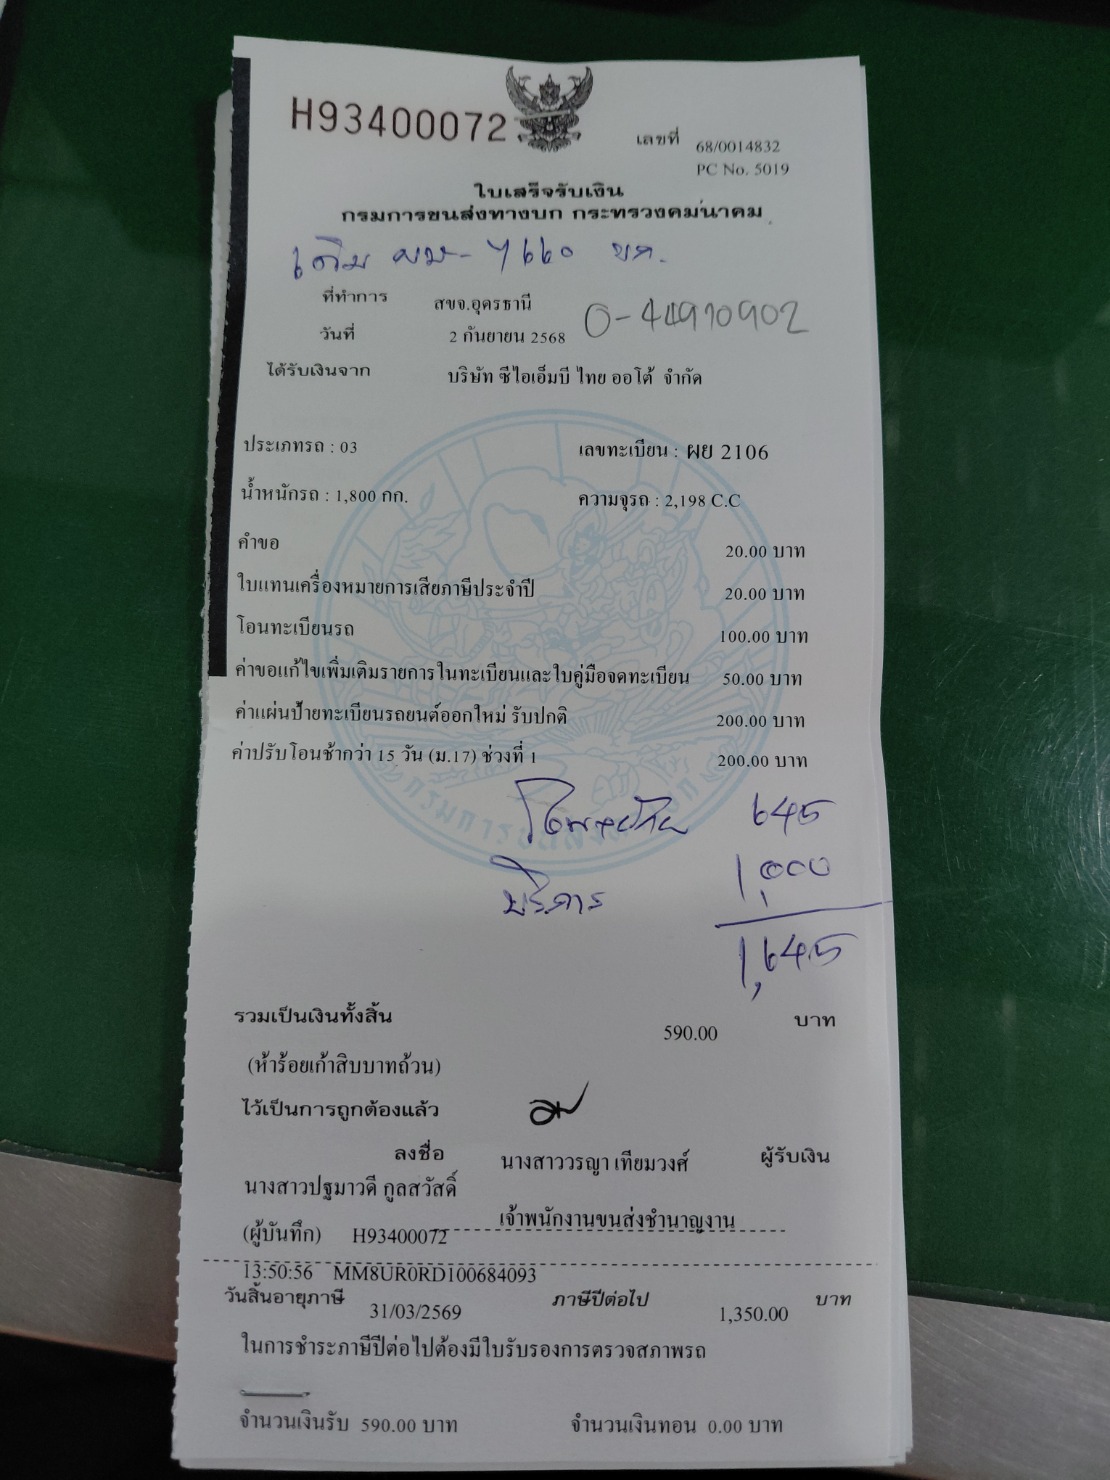 H93400072
เลขที่ 68/0014832
PC No. 5019
ใบเสร็จรับเงิน
กรมการขนส่งทางบก กระทรวงคมนาคม
เดิม ผม-7660 ขก.
ที่ทำการ สขจ.อุดรธานี
0-44910902
วันที่ 2 กันยายน 2568
ได้รับเงินจาก บริษัท ซีไอเอ็มบี ไทย ออโต้ จำกัด
ประเภทรถ : 03 เลขทะเบียน : ผย 2106
น้ำหนักรถ : 1,800 กก. ความจุรถ : 2,198 C.C
คำขอ 20.00 บาท
ใบแทนเครื่องหมายการเสียภาษีประจำปี 20.00 บาท
โอนทะเบียนรถ 100.00 บาท
ค่าขอแก้ไขเพิ่มเติมรายการในทะเบียนและใบคู่มือจดทะเบียน 50.00 บาท
ค่าแผ่นป้ายทะเบียนรถยนต์ออกใหม่ รับปกติ 200.00 บาท
ค่าปรับโอนช้ากว่า 15 วัน (ม.17) ช่วงที่ 1 200.00 บาท
645
บริการ 1,000
1,645
รวมเป็นเงินทั้งสิ้น 590.00 บาท
(ห้าร้อยเก้าสิบบาทถ้วน)
ไว้เป็นการถูกต้องแล้ว
ลงชื่อ นางสาววรญา เทียมวงศ์ ผู้รับเงิน
นางสาวปฐมาวดี กูลสวัสดิ์
เจ้าพนักงานขนส่งชำนาญงาน
(ผู้บันทึก) H93400072
13:50:56 MM8UR0RD100684093
วันสิ้นอายุภาษี 31/03/2569 ภาษีปีต่อไป 1,350.00 บาท
ในการชำระภาษีปีต่อไปต้องมีใบรับรองการตรวจสภาพรถ
จำนวนเงินรับ 590.00 บาท จำนวนเงินทอน 0.00 บาท